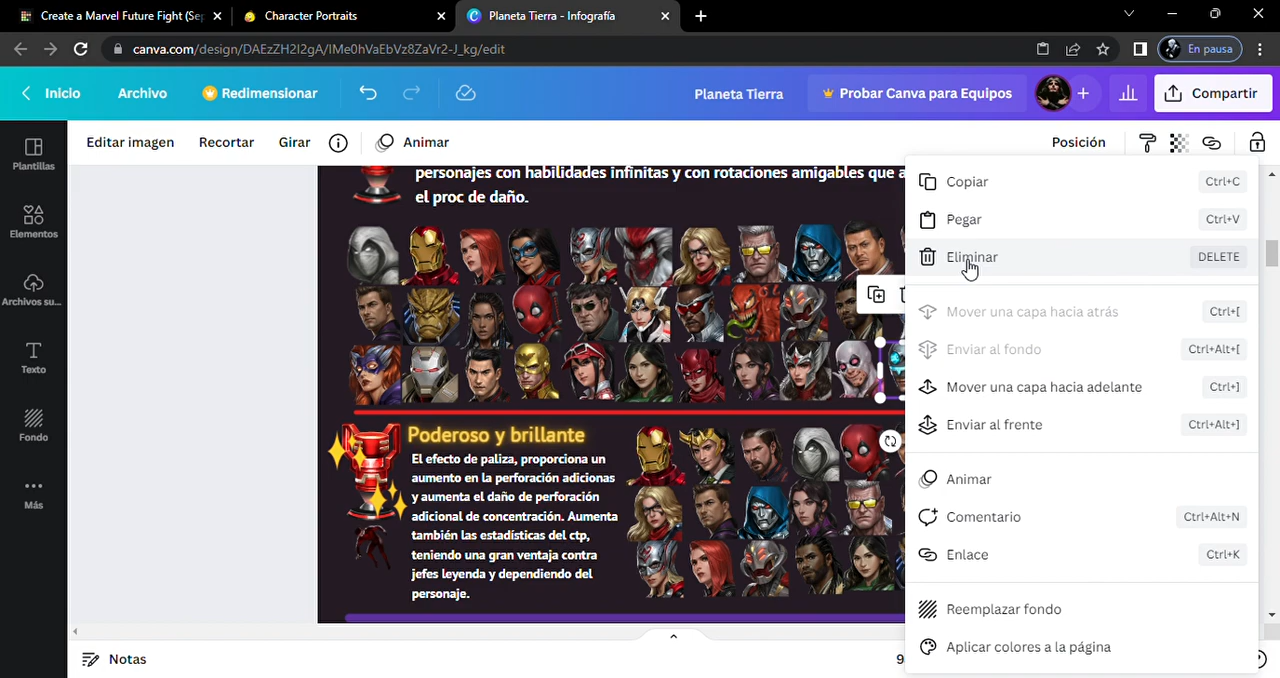 Create a Marvel Future Fight (Sep
Character Portraits
Planeta Tierra - Infografía
canva.com/design/DAEzZH2I2gA/IMe0hVaEbVz8ZaVr2-J_kg/edit
En pausa
Inicio
Archivo
Redimensionar
Planeta Tierra
Probar Canva para Equipos
Compartir
Plantillas
Elementos
Archivos su...
Texto
Fondo
Más
Editar imagen
Recortar
Girar
Animar
Posición
personajes con habilidades infinitas y con rotaciones amigables que a
el proc de daño.
Poderoso y brillante
El efecto de paliza, proporciona un
aumento en la perforación adicionas
y aumenta el daño de perforación
adicional de concentración. Aumenta
también las estadísticas del ctp,
teniendo una gran ventaja contra
jefes leyenda y dependiendo del
personaje.
Copiar Ctrl+C
Pegar Ctrl+V
Eliminar DELETE
Mover una capa hacia atrás Ctrl+[
Enviar al fondo Ctrl+Alt+[
Mover una capa hacia adelante Ctrl+]
Enviar al frente Ctrl+Alt+]
Animar
Comentario Ctrl+Alt+N
Enlace Ctrl+K
Reemplazar fondo
Aplicar colores a la página
Notas
9